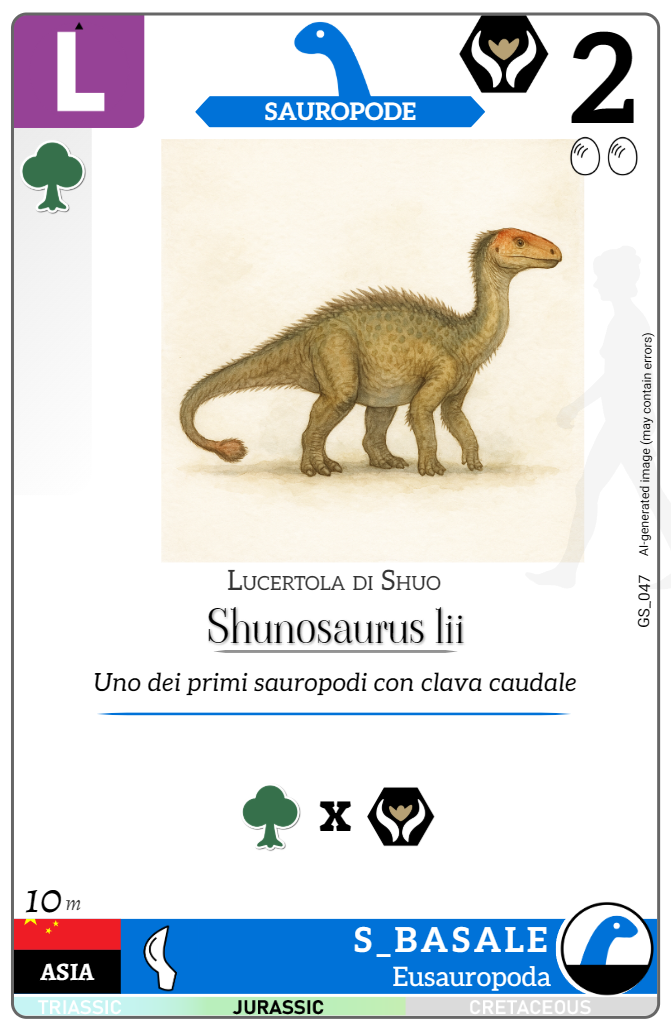 L
SAUROPODE
2
AI-generated image (may contain errors)
GS_047
Lucertola di Shuo
Shunosaurus lii
Uno dei primi sauropodi con clava caudale
x
10 m
ASIA
S_BASALE
Eusauropoda
TRIASSIC
JURASSIC
CRETACEOUS